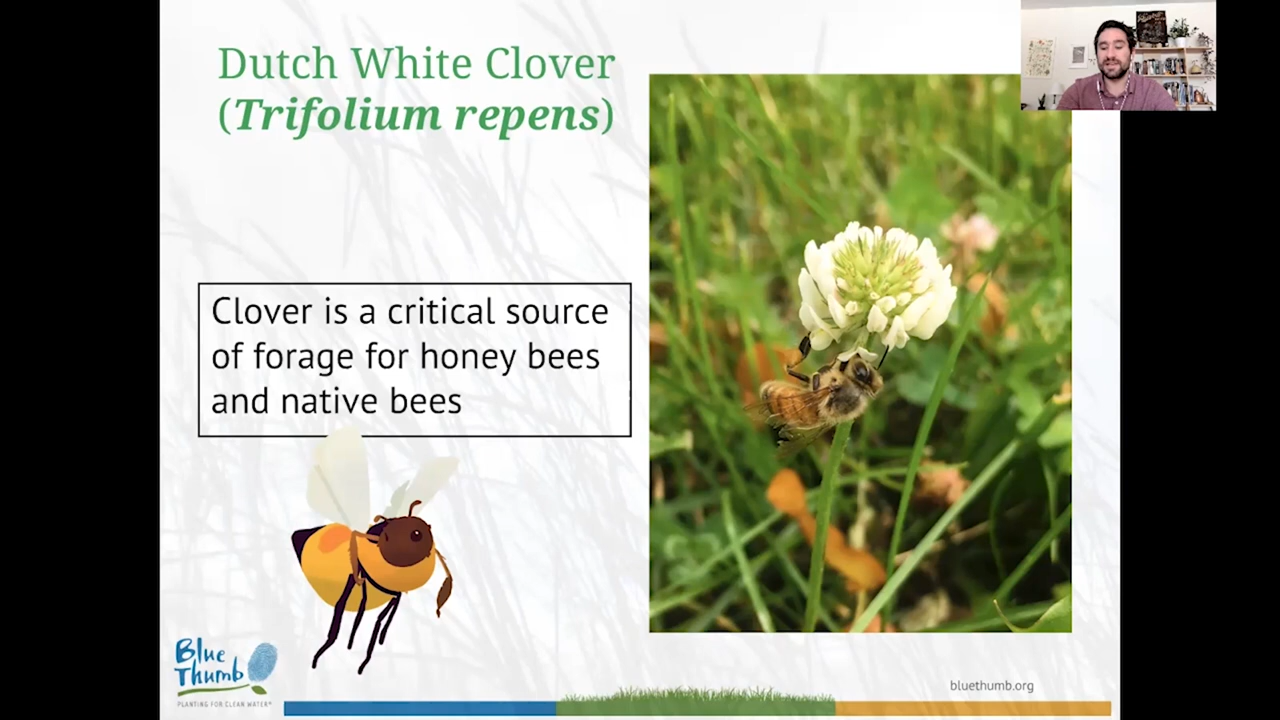 Dutch White Clover
(Trifolium repens)
Clover is a critical source
of forage for honey bees
and native bees
Blue
Thumb
PLANTING FOR CLEAN WATER
bluethumb.org